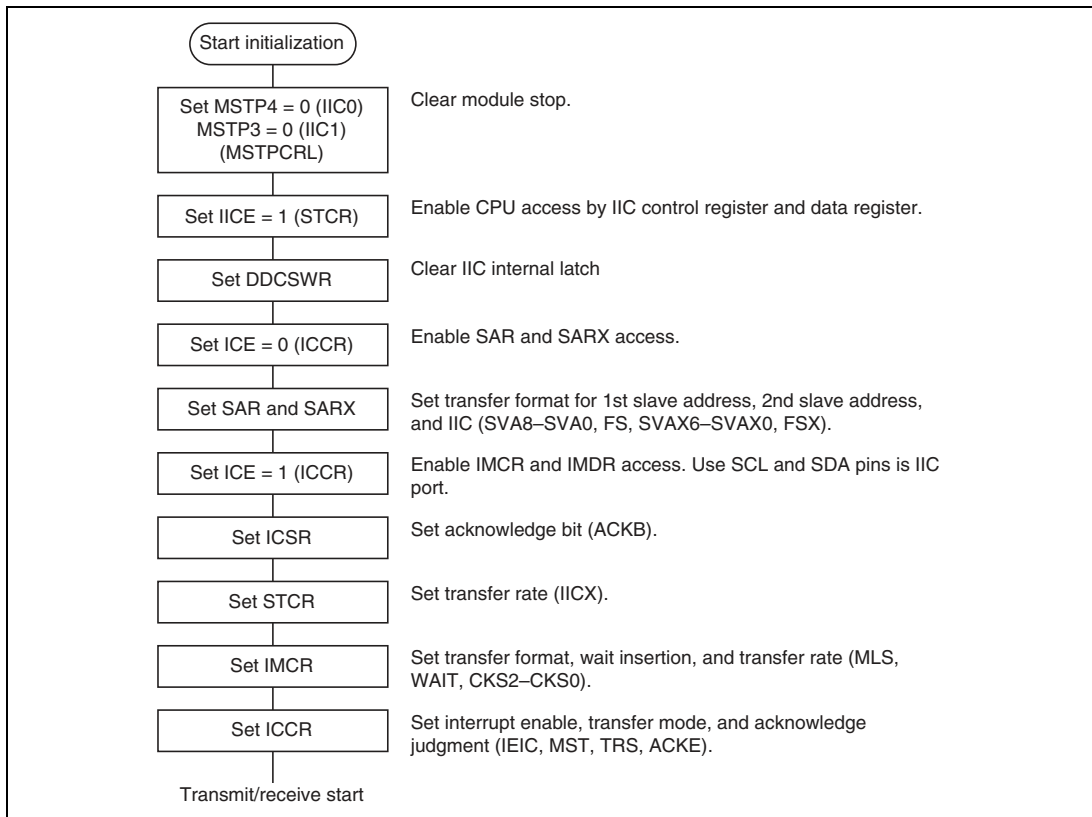 Start initialization
Set MSTP4 = 0 (IIC0)
MSTP3 = 0 (IIC1)
(MSTPCRL)
Clear module stop.
Set IICE = 1 (STCR)
Enable CPU access by IIC control register and data register.
Set DDCSWR
Clear IIC internal latch
Set ICE = 0 (ICCR)
Enable SAR and SARX access.
Set SAR and SARX
Set transfer format for 1st slave address, 2nd slave address,
and IIC (SVA8–SVA0, FS, SVAX6–SVAX0, FSX).
Set ICE = 1 (ICCR)
Enable IMCR and IMDR access. Use SCL and SDA pins is IIC
port.
Set ICSR
Set acknowledge bit (ACKB).
Set STCR
Set transfer rate (IICX).
Set IMCR
Set transfer format, wait insertion, and transfer rate (MLS,
WAIT, CKS2–CKS0).
Set ICCR
Set interrupt enable, transfer mode, and acknowledge
judgment (IEIC, MST, TRS, ACKE).
Transmit/receive start